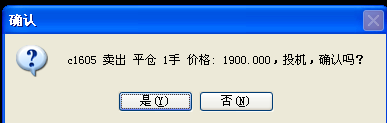 确认
c1605 卖出 平仓 1手 价格: 1900.000，投机，确认吗?
是(Y)
否(N)